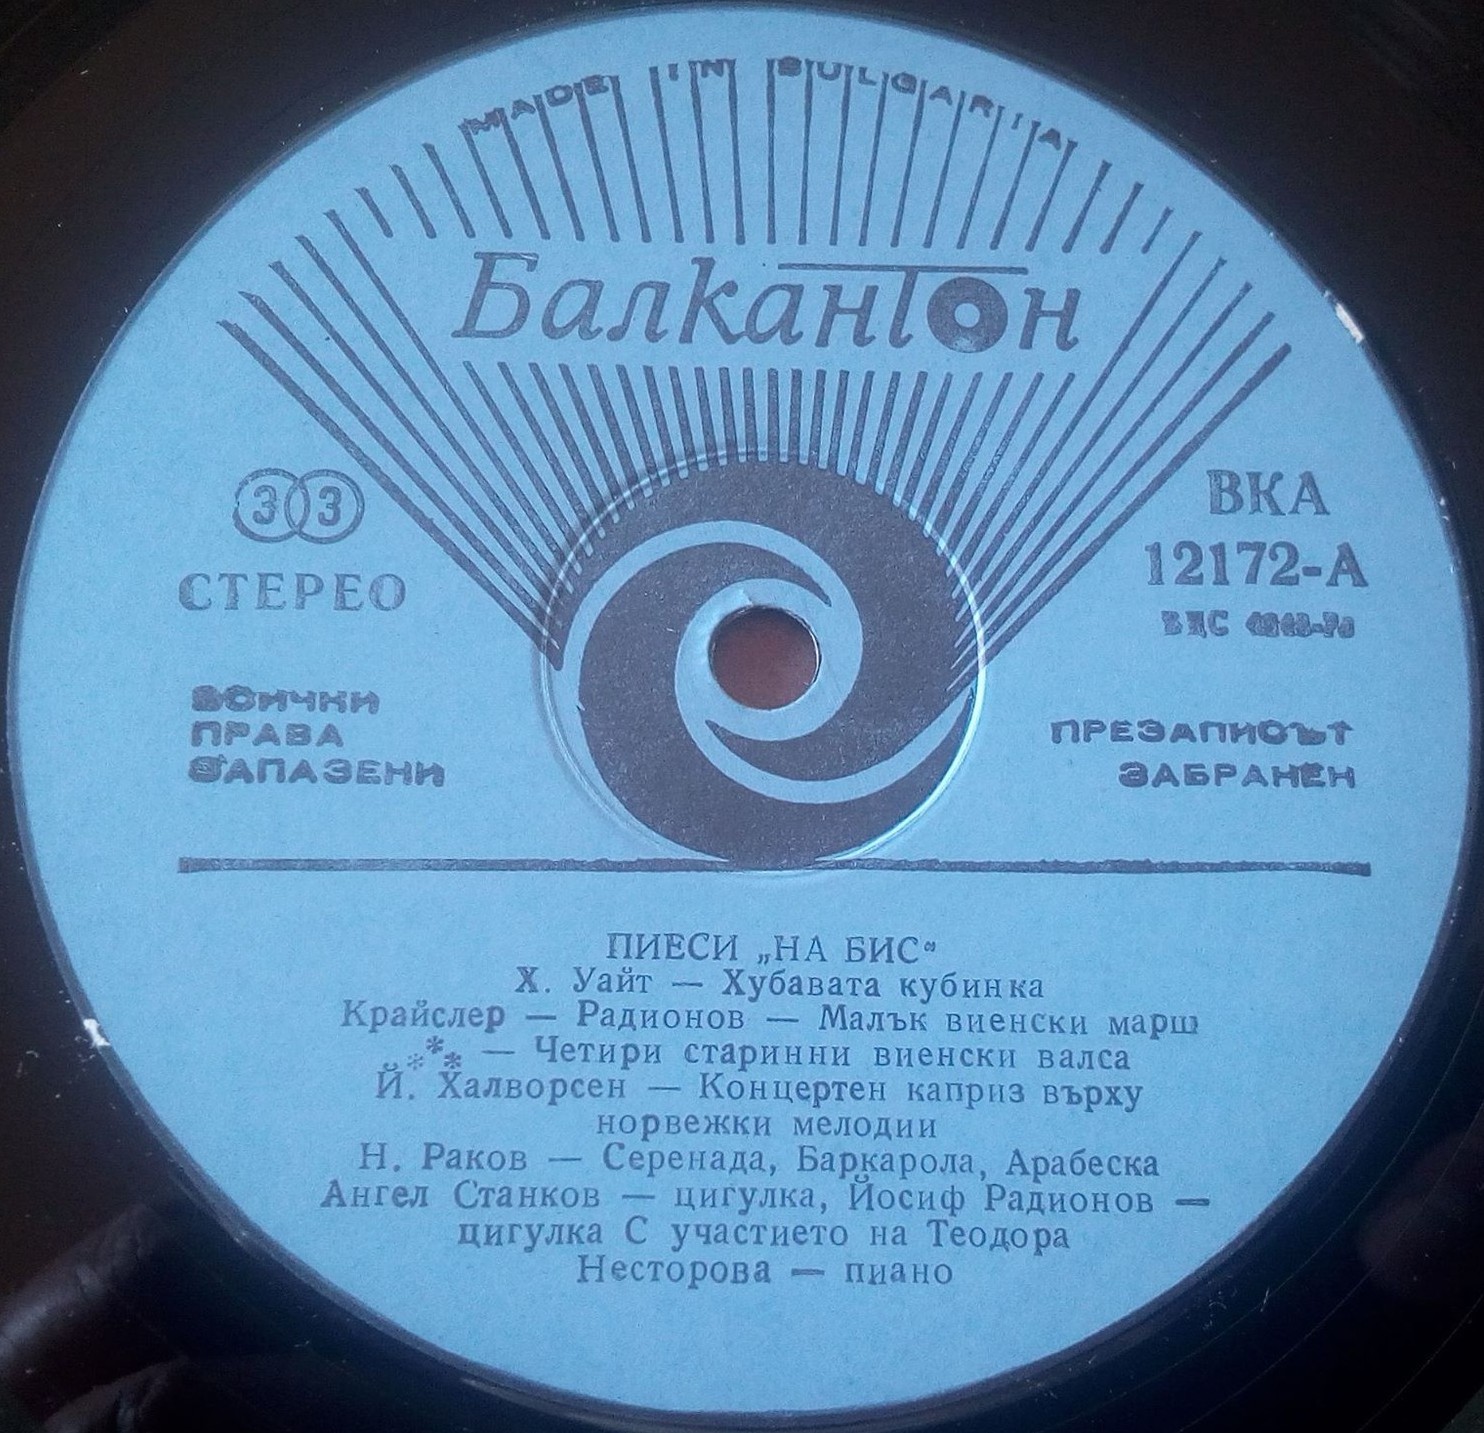 MADE IN BULGARIA
Балкантон
33
СТЕРЕО
ВКА
12172-А
ВСИЧКИ
ПРАВА
ЗАПАЗЕНИ
ПРЕЗАПИСЪТ
ЗАБРАНЕН
ПИЕСИ „НА БИС“
Х. Уайт — Хубавата кубинка
Крайслер — Радионов — Малък виенски марш
*** — Четири старинни виенски валса
Й. Халворсен — Концертен каприз върху
норвежки мелодии
Н. Раков — Серенада, Баркарола, Арабеска
Ангел Станков — цигулка, Йосиф Радионов —
цигулка С участието на Теодора
Несторова — пиано